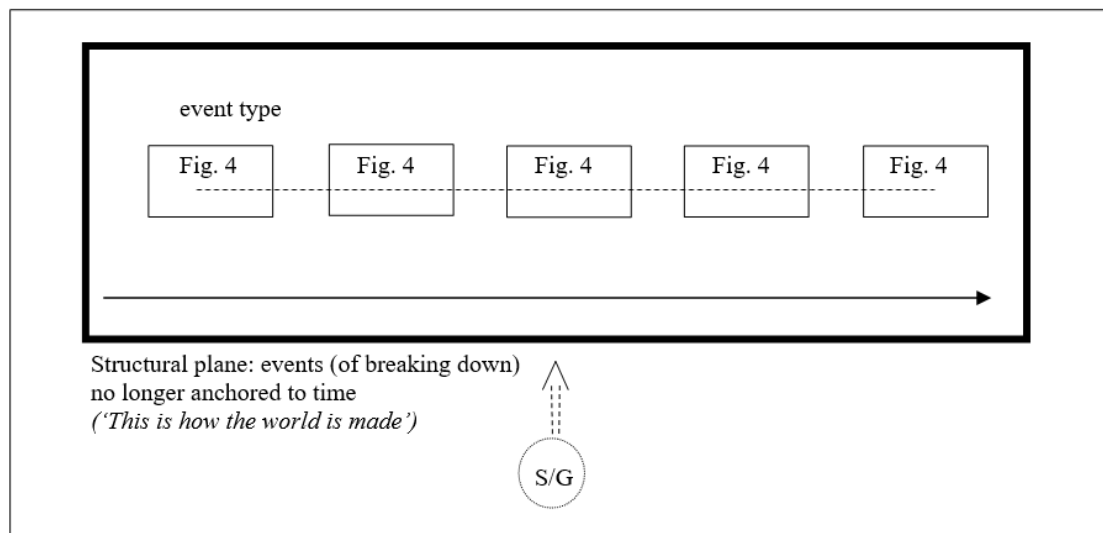 event type
Fig. 4 Fig. 4 Fig. 4 Fig. 4 Fig. 4
Structural plane: events (of breaking down)
no longer anchored to time
(‘This is how the world is made’)
S/G